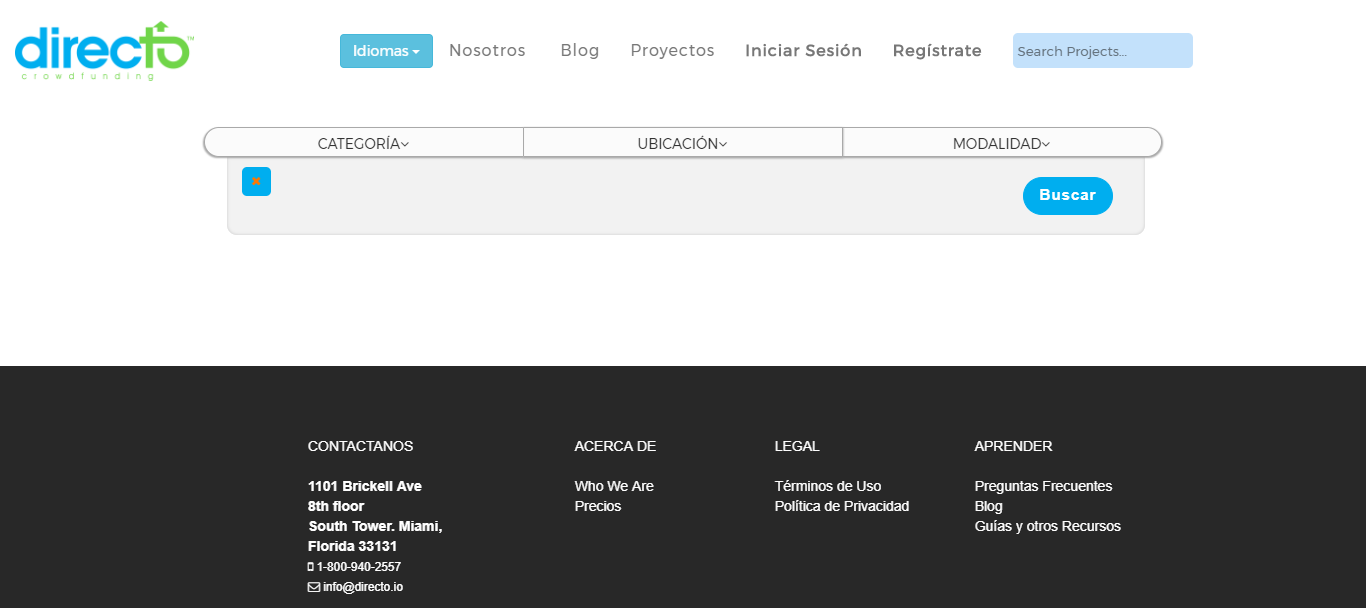 directo™
crowdfunding
Idiomas Nosotros Blog Proyectos Iniciar Sesión Regístrate Search Projects...
CATEGORÍA UBICACIÓN MODALIDAD
Buscar
CONTACTANOS
1101 Brickell Ave
8th floor
South Tower. Miami,
Florida 33131
1-800-940-2557
info@directo.io
ACERCA DE
Who We Are
Precios
LEGAL
Términos de Uso
Política de Privacidad
APRENDER
Preguntas Frecuentes
Blog
Guías y otros Recursos